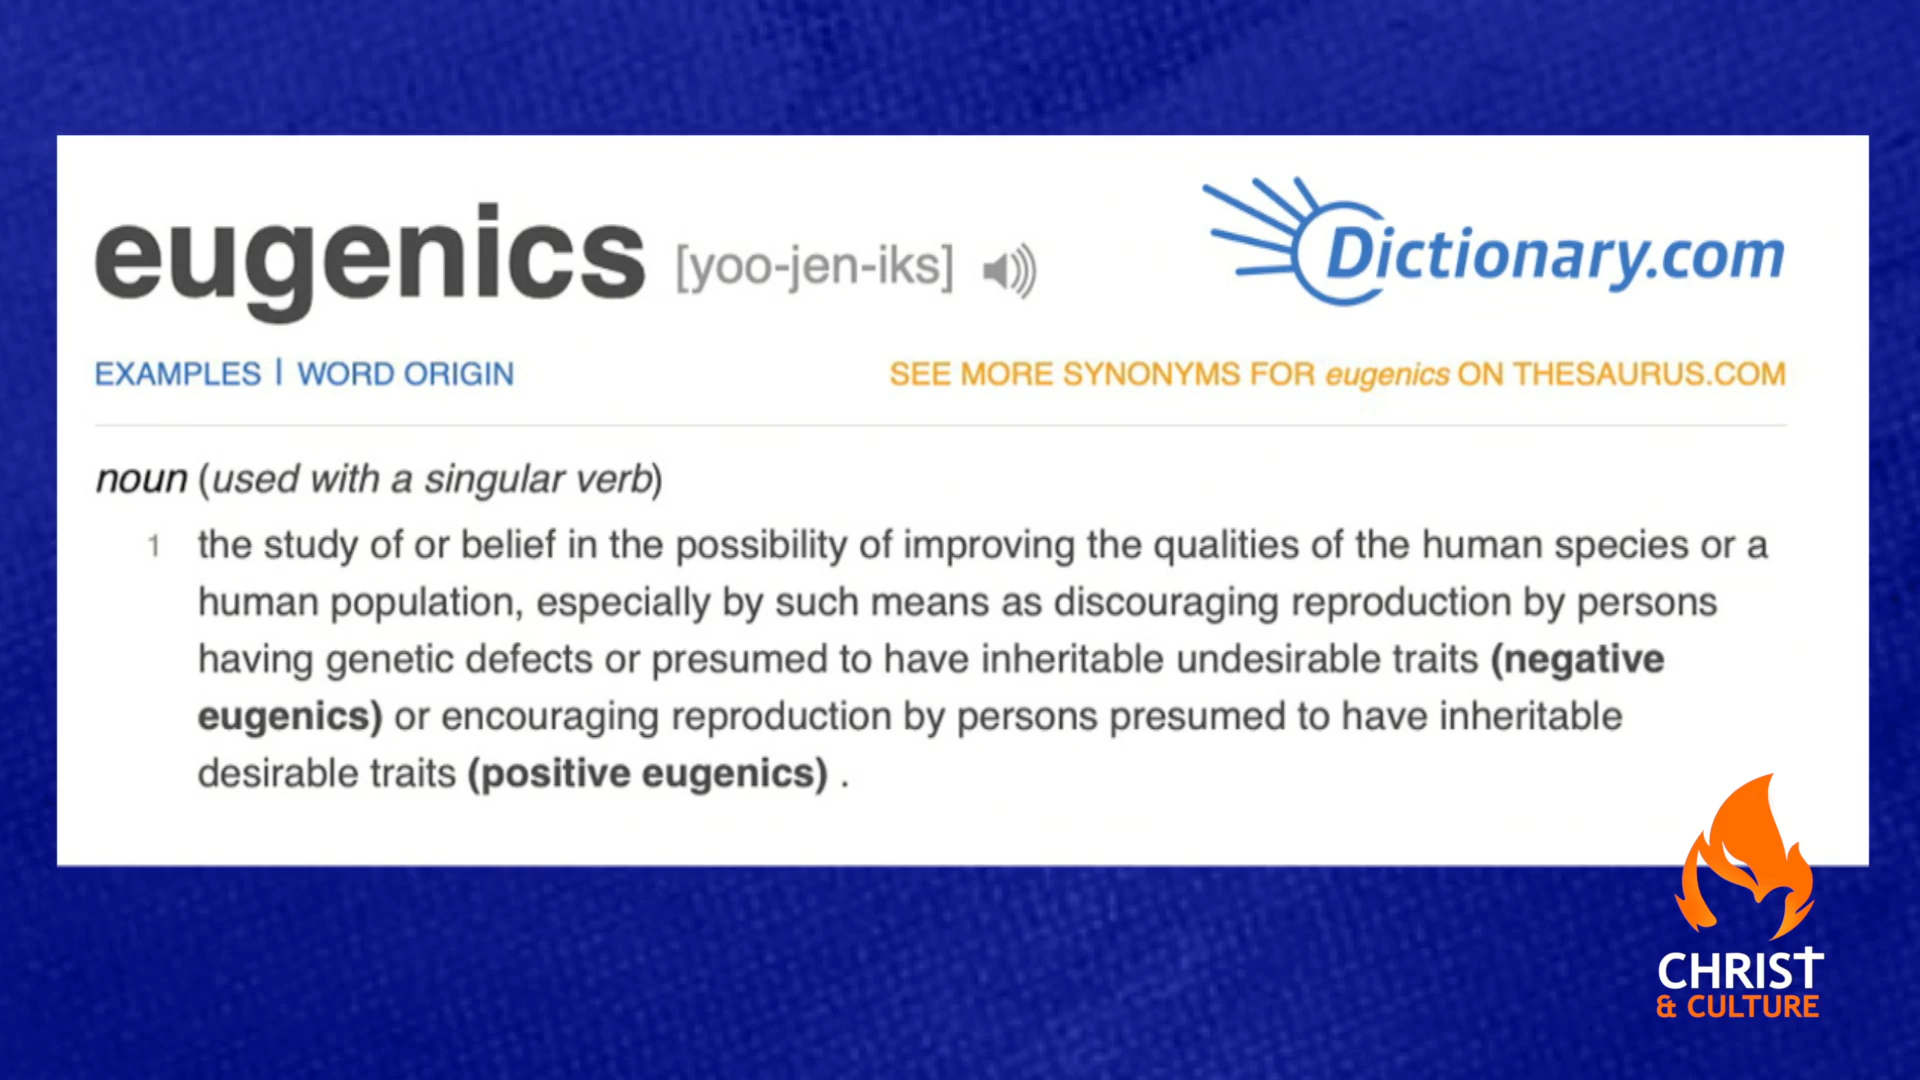 eugenics [yoo-jen-iks]
Dictionary.com
EXAMPLES | WORD ORIGIN
SEE MORE SYNONYMS FOR eugenics ON THESAURUS.COM
noun (used with a singular verb)
1 the study of or belief in the possibility of improving the qualities of the human species or a
human population, especially by such means as discouraging reproduction by persons
having genetic defects or presumed to have inheritable undesirable traits (negative
eugenics) or encouraging reproduction by persons presumed to have inheritable
desirable traits (positive eugenics) .
CHRIST
& CULTURE